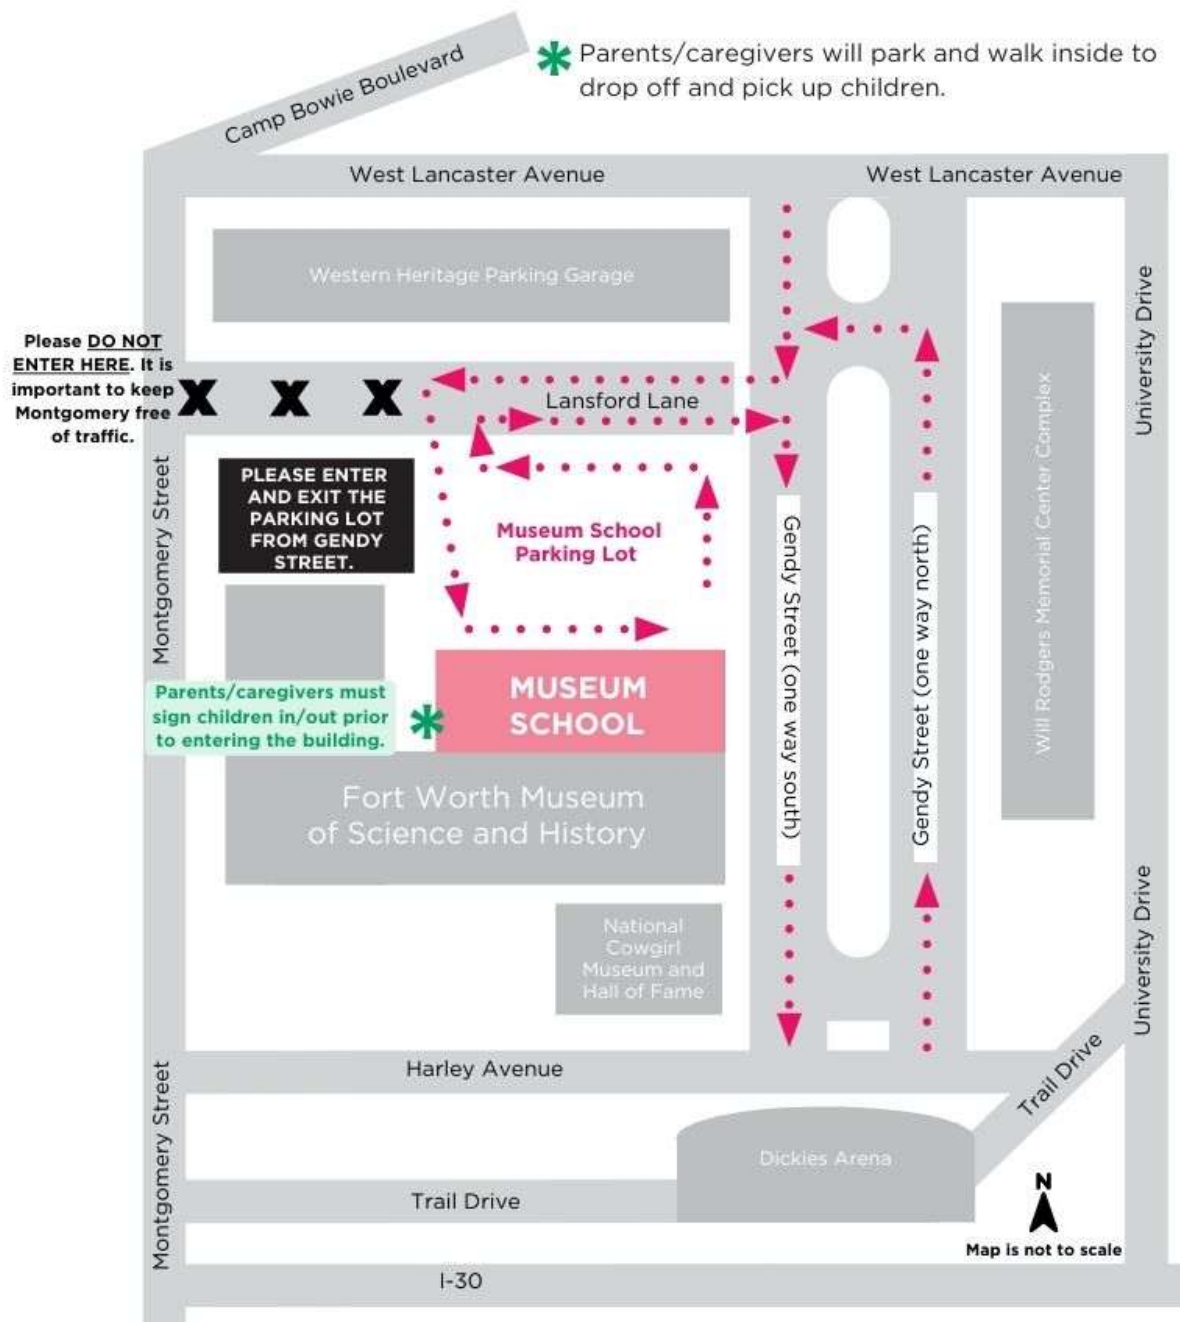 Parents/caregivers will park and walk inside to
drop off and pick up children.
Camp Bowie Boulevard
West Lancaster Avenue
West Lancaster Avenue
Western Heritage Parking Garage
University Drive
Please DO NOT
ENTER HERE. It is
important to keep
Montgomery free
of traffic.
X X X
Lansford Lane
PLEASE ENTER
AND EXIT THE
PARKING LOT
FROM GENDY
STREET.
Museum School
Parking Lot
Montgomery Street
Gendy Street (one way south)
Gendy Street (one way north)
Will Rodgers Memorial Center Complex
Parents/caregivers must
sign children in/out prior
to entering the building.
MUSEUM
SCHOOL
Fort Worth Museum
of Science and History
National
Cowgirl
Museum and
Hall of Fame
University Drive
Harley Avenue
Trail Drive
Montgomery Street
Dickies Arena
Trail Drive
N
Map is not to scale
I-30